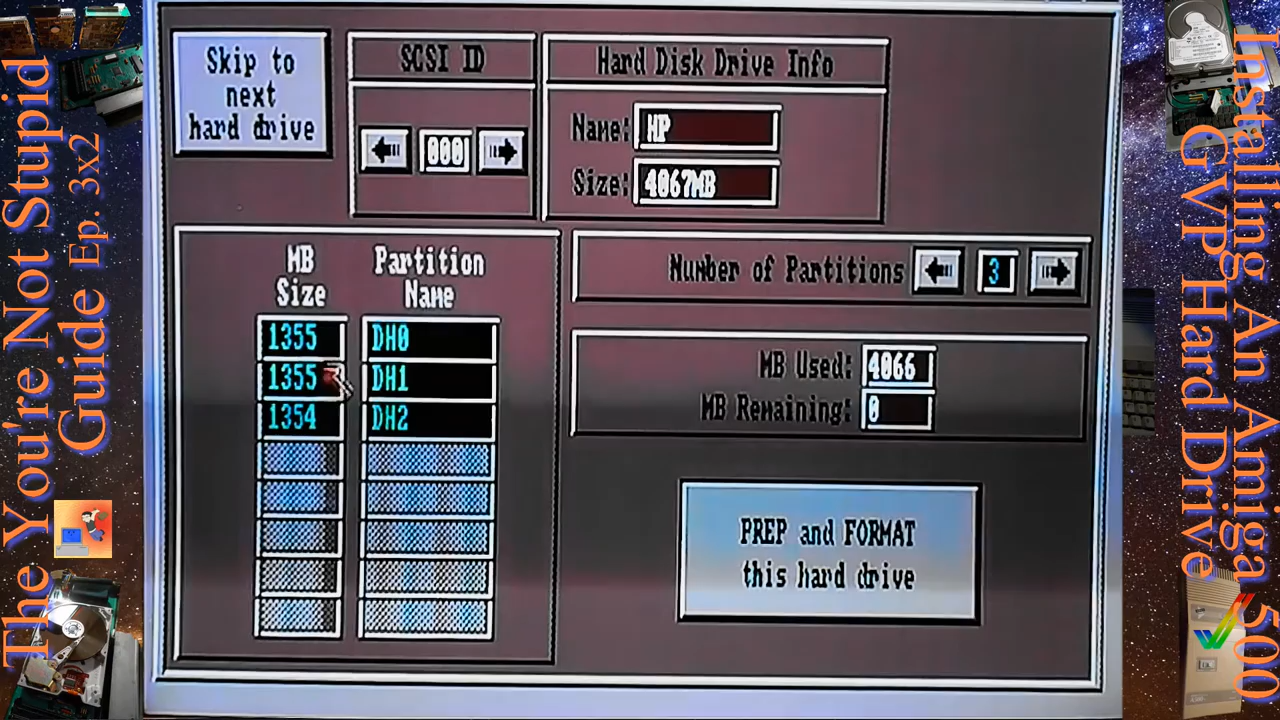 The You're Not Stupid
Guide Ep. 3x2
Skip to
next
hard drive
SCSI ID
000
Hard Disk Drive Info
Name: HP
Size: 4067MB
MB
Size
Partition
Name
1355 DH0
1355 DH1
1354 DH2
Number of Partitions 3
MB Used: 4066
MB Remaining: 0
PREP and FORMAT
this hard drive
Installing An Amiga 500
GVP Hard Drive